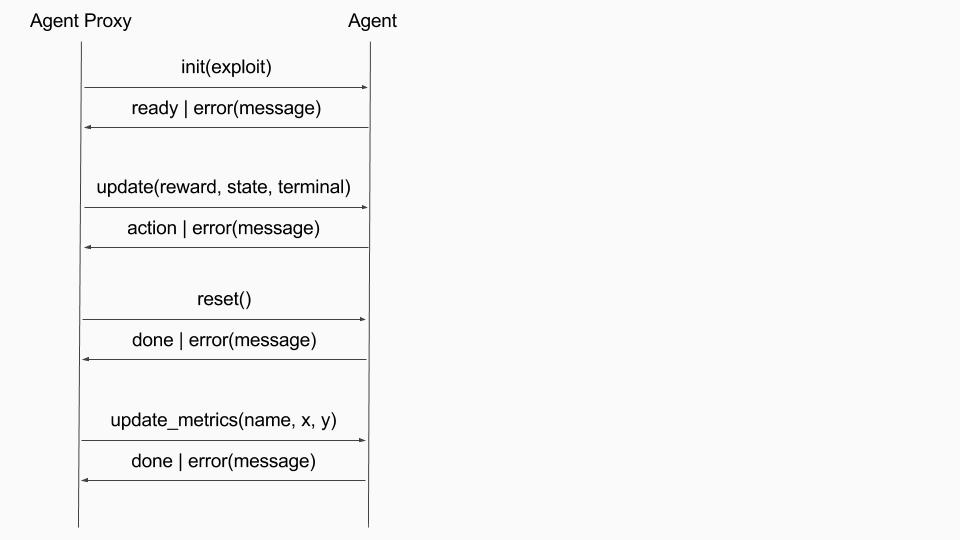 Agent Proxy Agent
init(exploit)
ready | error(message)
update(reward, state, terminal)
action | error(message)
reset()
done | error(message)
update_metrics(name, x, y)
done | error(message)